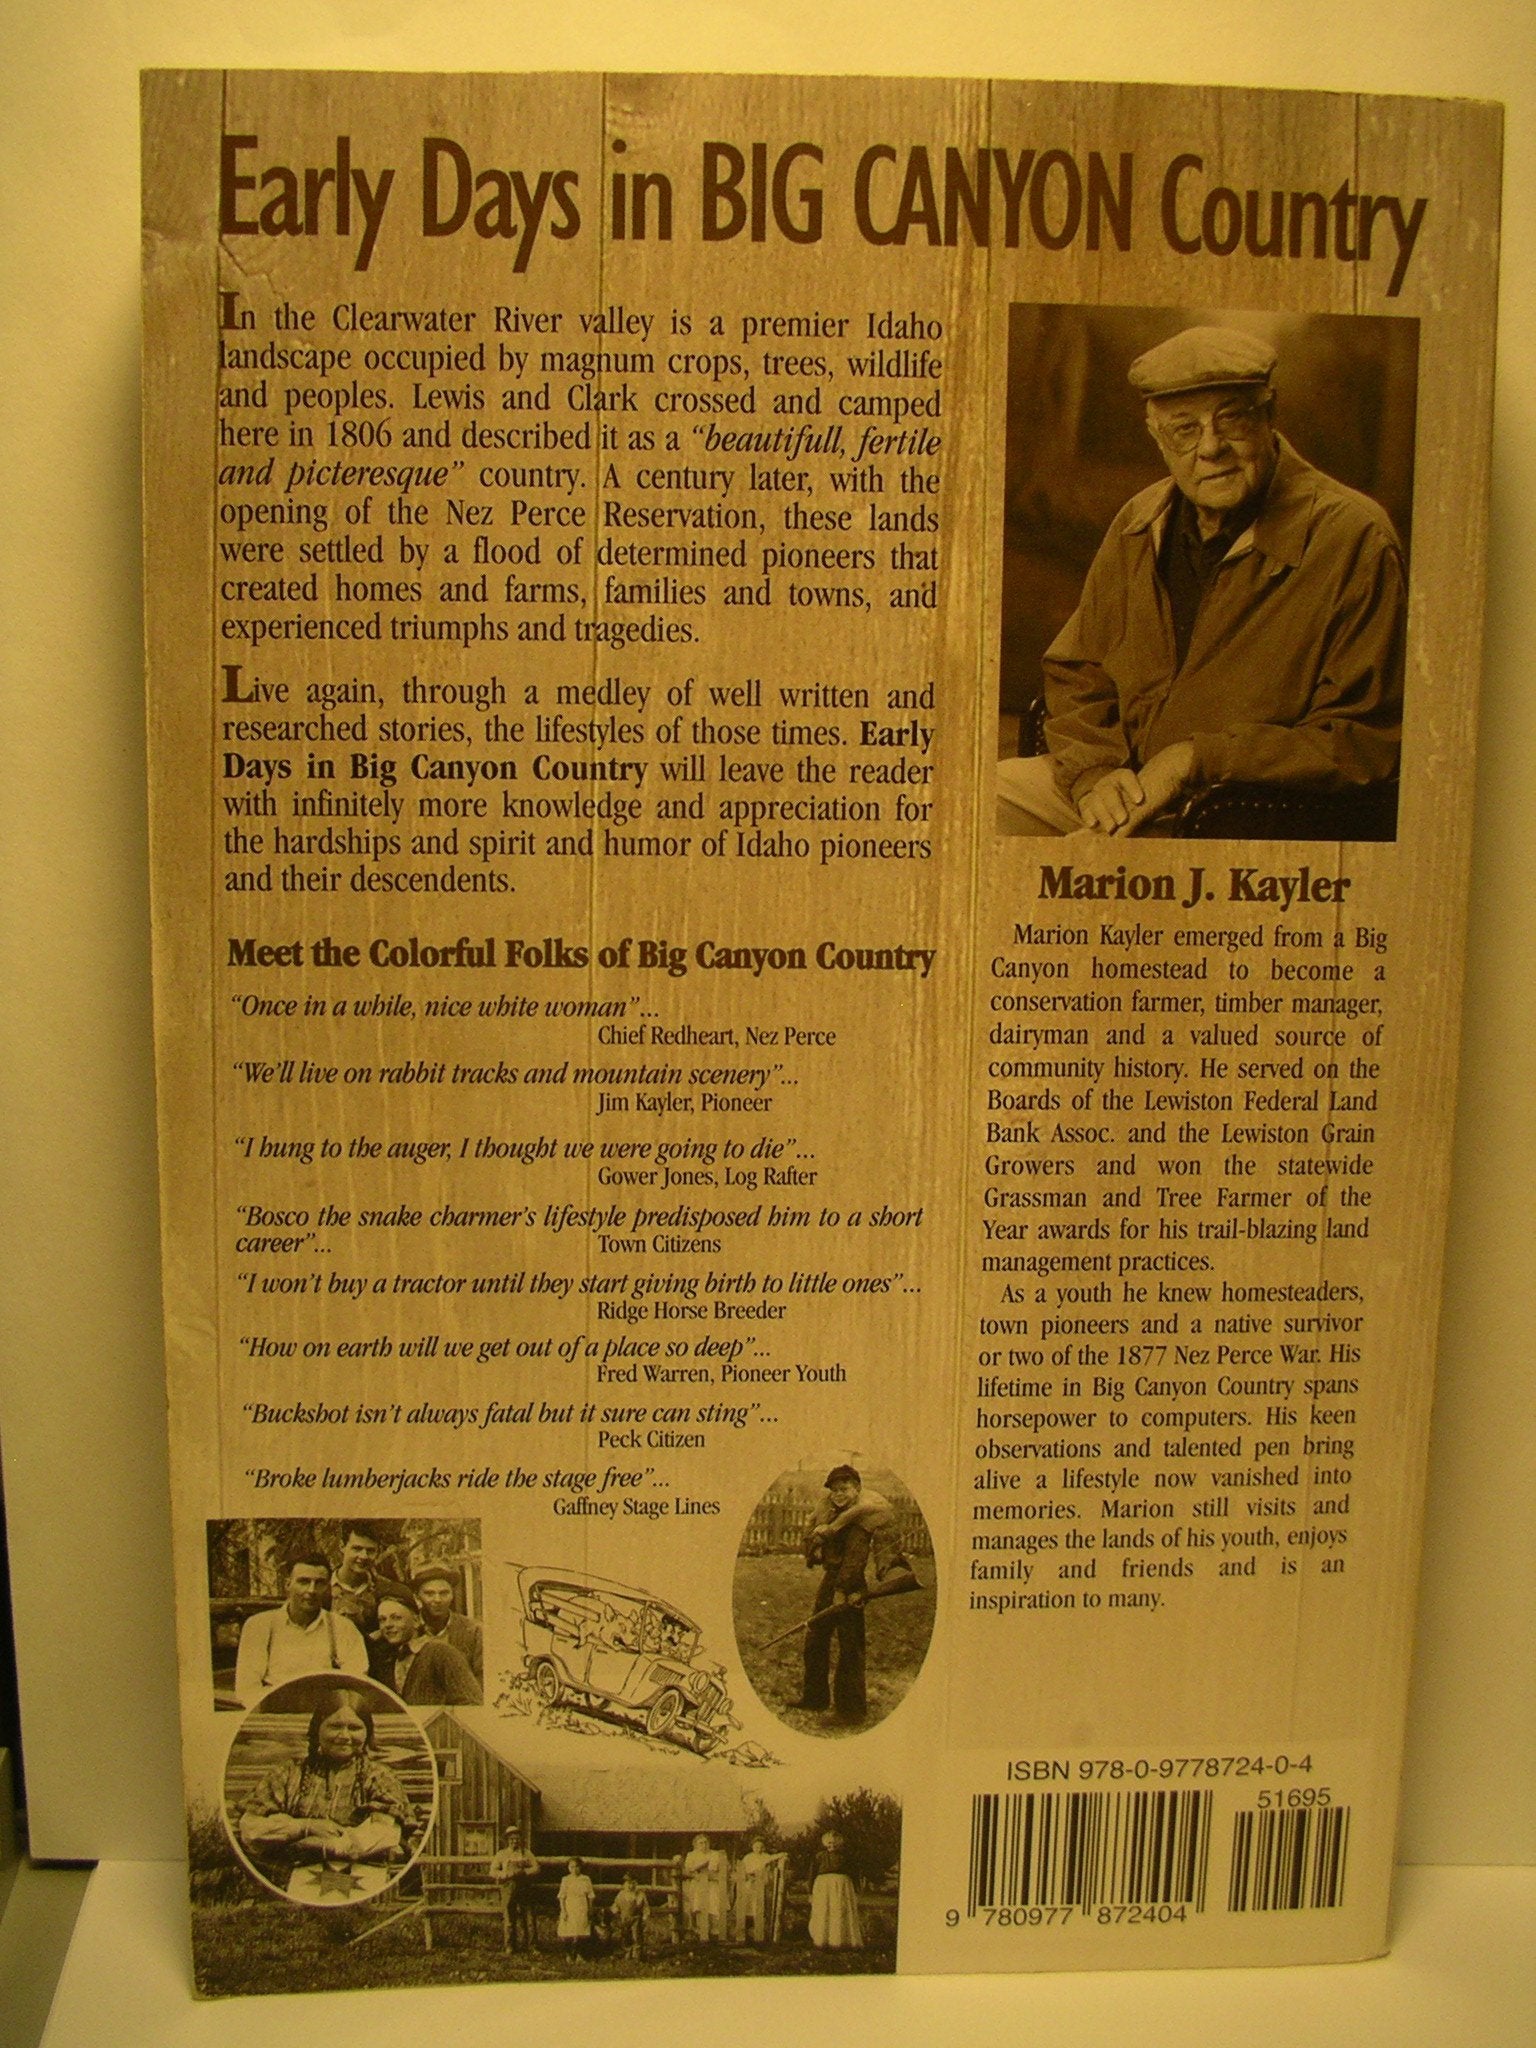 Early Days in BIG CANYON Country
In the Clearwater River valley is a premier Idaho
landscape occupied by magnum crops, trees, wildlife
and peoples. Lewis and Clark crossed and camped
here in 1806 and described it as a "beautifull, fertile
and picteresque" country. A century later, with the
opening of the Nez Perce Reservation, these lands
were settled by a flood of determined pioneers that
created homes and farms, families and towns, and
experienced triumphs and tragedies.
Live again, through a medley of well written and
researched stories, the lifestyles of those times. Early
Days in Big Canyon Country will leave the reader
with infinitely more knowledge and appreciation for
the hardships and spirit and humor of Idaho pioneers
and their descendents.
Meet the Colorful Folks of Big Canyon Country
"Once in a while, nice white woman"...
Chief Redheart, Nez Perce
"We'll live on rabbit tracks and mountain scenery"...
Jim Kayler, Pioneer
"I hung to the auger, I thought we were going to die"...
Gower Jones, Log Rafter
"Bosco the snake charmer's lifestyle predisposed him to a short
career"...
Town Citizens
"I won't buy a tractor until they start giving birth to little ones"...
Ridge Horse Breeder
"How on earth will we get out of a place so deep"...
Fred Warren, Pioneer Youth
"Buckshot isn't always fatal but it sure can sting"...
Peck Citizen
"Broke lumberjacks ride the stage free"...
Gaffney Stage Lines
Marion J. Kayler
Marion Kayler emerged from a Big
Canyon homestead to become a
conservation farmer, timber manager,
dairyman and a valued source of
community history. He served on the
Boards of the Lewiston Federal Land
Bank Assoc. and the Lewiston Grain
Growers and won the statewide
Grassman and Tree Farmer of the
Year awards for his trail-blazing land
management practices.
As a youth he knew homesteaders,
town pioneers and a native survivor
or two of the 1877 Nez Perce War. His
lifetime in Big Canyon Country spans
horsepower to computers. His keen
observations and talented pen bring
alive a lifestyle now vanished into
memories. Marion still visits and
manages the lands of his youth, enjoys
family and friends and is an
inspiration to many.
ISBN 978-0-9778724-0-4
51695
9 780977 872404